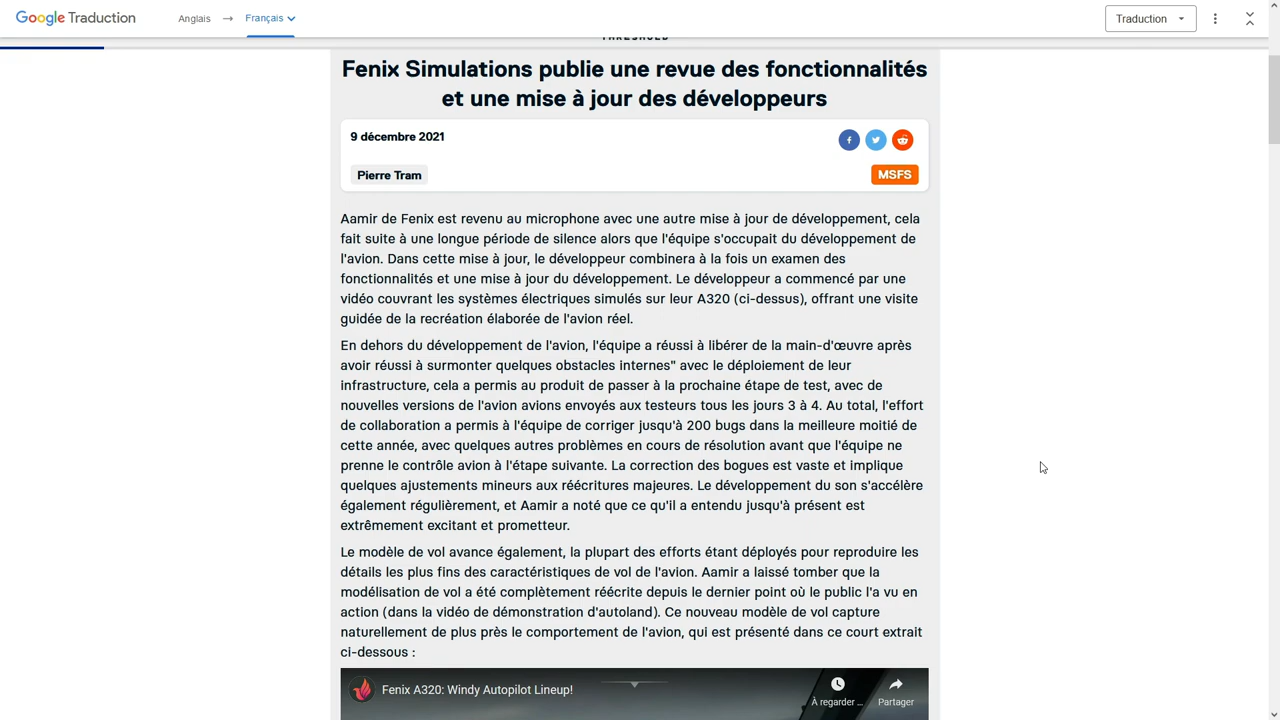 Google Traduction
Anglais → Français
Traduction
THRESHOLD
Fenix Simulations publie une revue des fonctionnalités
et une mise à jour des développeurs
9 décembre 2021
Pierre Tram
MSFS
Aamir de Fenix est revenu au microphone avec une autre mise à jour de développement, cela
fait suite à une longue période de silence alors que l'équipe s'occupait du développement de
l'avion. Dans cette mise à jour, le développeur combinera à la fois un examen des
fonctionnalités et une mise à jour du développement. Le développeur a commencé par une
vidéo couvrant les systèmes électriques simulés sur leur A320 (ci-dessus), offrant une visite
guidée de la recréation élaborée de l'avion réel.
En dehors du développement de l'avion, l'équipe a réussi à libérer de la main-d'œuvre après
avoir réussi à surmonter quelques obstacles internes" avec le déploiement de leur
infrastructure, cela a permis au produit de passer à la prochaine étape de test, avec de
nouvelles versions de l'avion avions envoyés aux testeurs tous les jours 3 à 4. Au total, l'effort
de collaboration a permis à l'équipe de corriger jusqu'à 200 bugs dans la meilleure moitié de
cette année, avec quelques autres problèmes en cours de résolution avant que l'équipe ne
prenne le contrôle avion à l'étape suivante. La correction des bogues est vaste et implique
quelques ajustements mineurs aux réécritures majeures. Le développement du son s'accélère
également régulièrement, et Aamir a noté que ce qu'il a entendu jusqu'à présent est
extrêmement excitant et prometteur.
Le modèle de vol avance également, la plupart des efforts étant déployés pour reproduire les
détails les plus fins des caractéristiques de vol de l'avion. Aamir a laissé tomber que la
modélisation de vol a été complètement réécrite depuis le dernier point où le public l'a vu en
action (dans la vidéo de démonstration d'autoland). Ce nouveau modèle de vol capture
naturellement de plus près le comportement de l'avion, qui est présenté dans ce court extrait
ci-dessous :
Fenix A320: Windy Autopilot Lineup!
À regarder ...
Partager